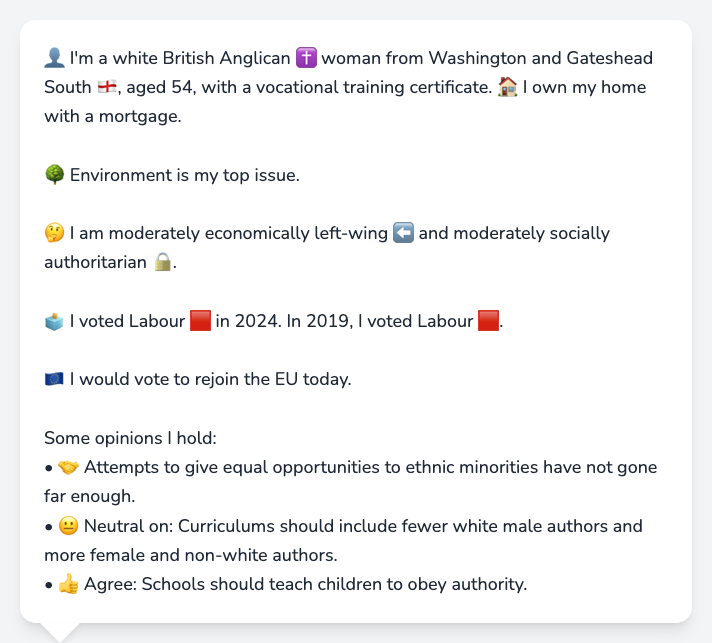 👤 I'm a white British Anglican ✝️ woman from Washington and Gateshead
South 🏴󠁧󠁢󠁥󠁮󠁧󠁿, aged 54, with a vocational training certificate. 🏠 I own my home
with a mortgage.
🌳 Environment is my top issue.
🤔 I am moderately economically left-wing ⬅️ and moderately socially
authoritarian 🔒.
🗳️ I voted Labour 🟥 in 2024. In 2019, I voted Labour 🟥.
🇪🇺 I would vote to rejoin the EU today.
Some opinions I hold:
• 🤝 Attempts to give equal opportunities to ethnic minorities have not gone
far enough.
• 😐 Neutral on: Curriculums should include fewer white male authors and
more female and non-white authors.
• 👍 Agree: Schools should teach children to obey authority.